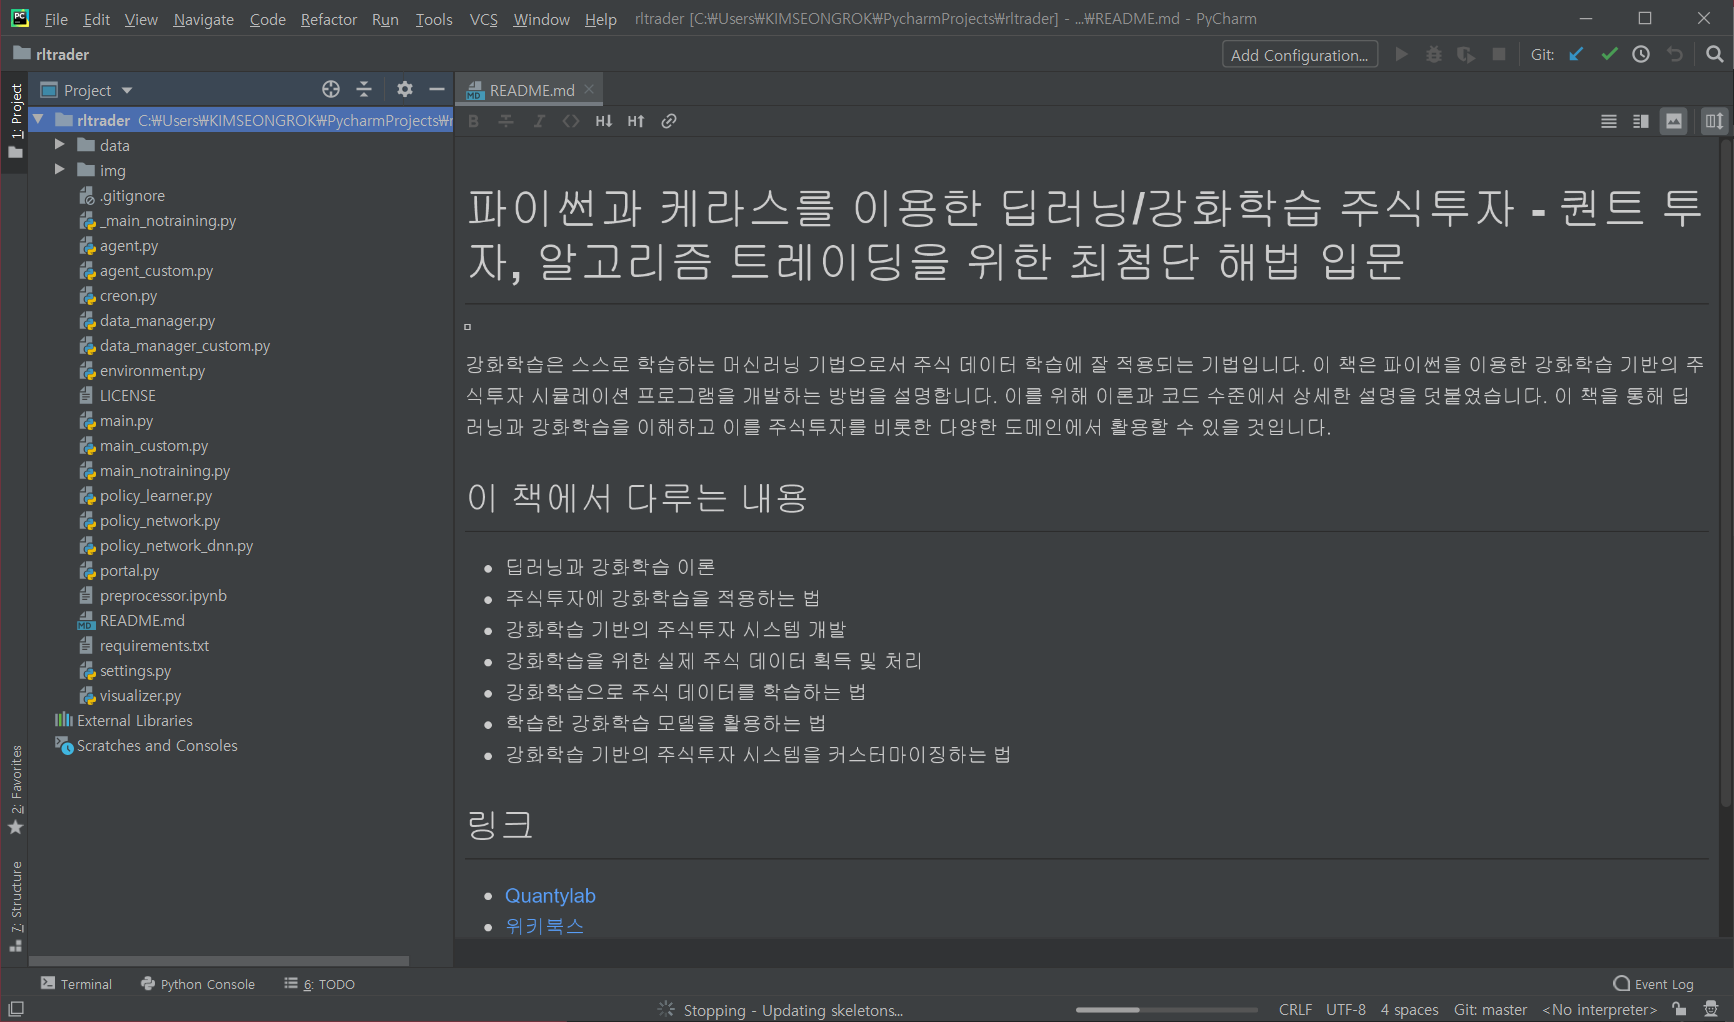 File Edit View Navigate Code Refactor Run Tools VCS Window Help rltrader [C:₩Users₩KIMSEONGROK₩PycharmProjects₩rltrader] - ...₩README.md - PyCharm
rltrader
Add Configuration...
Git:
1: Project
Project
README.md
rltrader C:₩Users₩KIMSEONGROK₩PycharmProjects₩r
B I <> H↓ H↑
data
img
.gitignore
_main_notraining.py
agent.py
agent_custom.py
creon.py
data_manager.py
data_manager_custom.py
environment.py
LICENSE
main.py
main_custom.py
main_notraining.py
policy_learner.py
policy_network.py
policy_network_dnn.py
portal.py
preprocessor.ipynb
README.md
requirements.txt
settings.py
visualizer.py
External Libraries
Scratches and Consoles
2: Favorites
7: Structure
파이썬과 케라스를 이용한 딥러닝/강화학습 주식투자 - 퀀트 투
자, 알고리즘 트레이딩을 위한 최첨단 해법 입문
강화학습은 스스로 학습하는 머신러닝 기법으로서 주식 데이터 학습에 잘 적용되는 기법입니다. 이 책은 파이썬을 이용한 강화학습 기반의 주
식투자 시뮬레이션 프로그램을 개발하는 방법을 설명합니다. 이를 위해 이론과 코드 수준에서 상세한 설명을 덧붙였습니다. 이 책을 통해 딥
러닝과 강화학습을 이해하고 이를 주식투자를 비롯한 다양한 도메인에서 활용할 수 있을 것입니다.
이 책에서 다루는 내용
딥러닝과 강화학습 이론
주식투자에 강화학습을 적용하는 법
강화학습 기반의 주식투자 시스템 개발
강화학습을 위한 실제 주식 데이터 획득 및 처리
강화학습으로 주식 데이터를 학습하는 법
학습한 강화학습 모델을 활용하는 법
강화학습 기반의 주식투자 시스템을 커스터마이징하는 법
링크
Quantylab
위키북스
Terminal Python Console 6: TODO
Event Log
Stopping - Updating skeletons...
CRLF UTF-8 4 spaces Git: master <No interpreter>